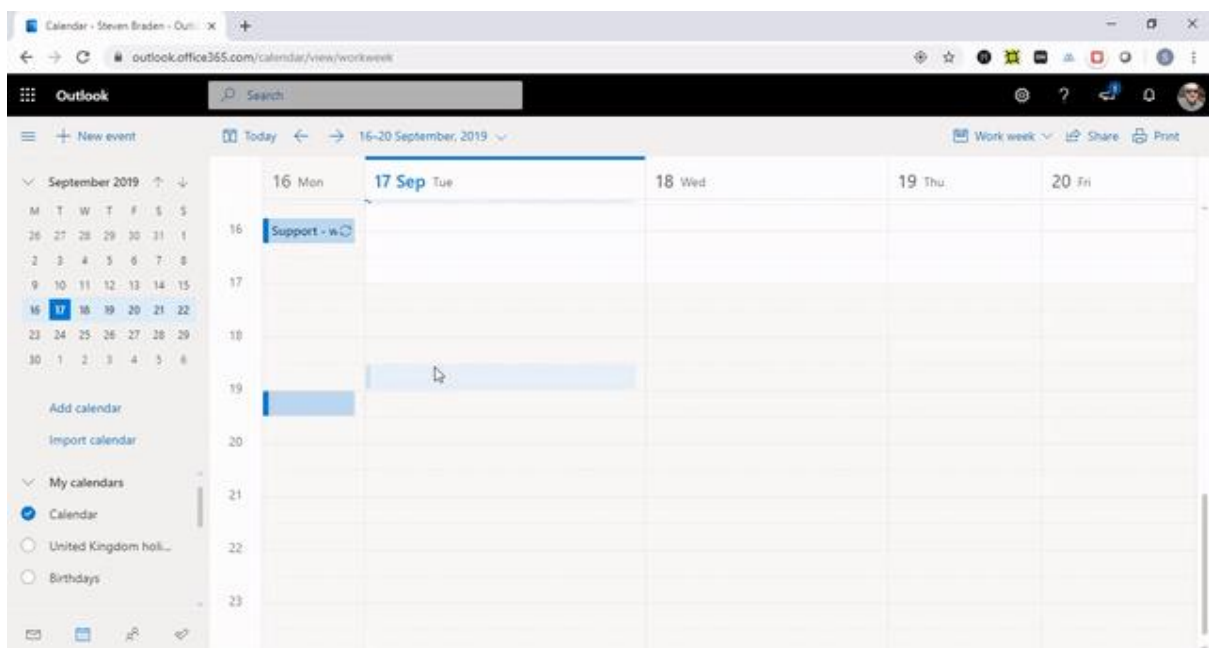 Calendar - Steven Braden - Outl
outlook.office365.com/calendar/view/workweek
Outlook
Search
New event
Today
16–20 September, 2019
Work week
Share
Print
September 2019
M T W T F S S
26 27 28 29 30 31 1
2 3 4 5 6 7 8
9 10 11 12 13 14 15
16 17 18 19 20 21 22
23 24 25 26 27 28 29
30 1 2 3 4 5 6
Add calendar
Import calendar
My calendars
Calendar
United Kingdom holi...
Birthdays
16 Mon
17 Sep Tue
18 Wed
19 Thu
20 Fri
16
Support - w
17
18
19
20
21
22
23